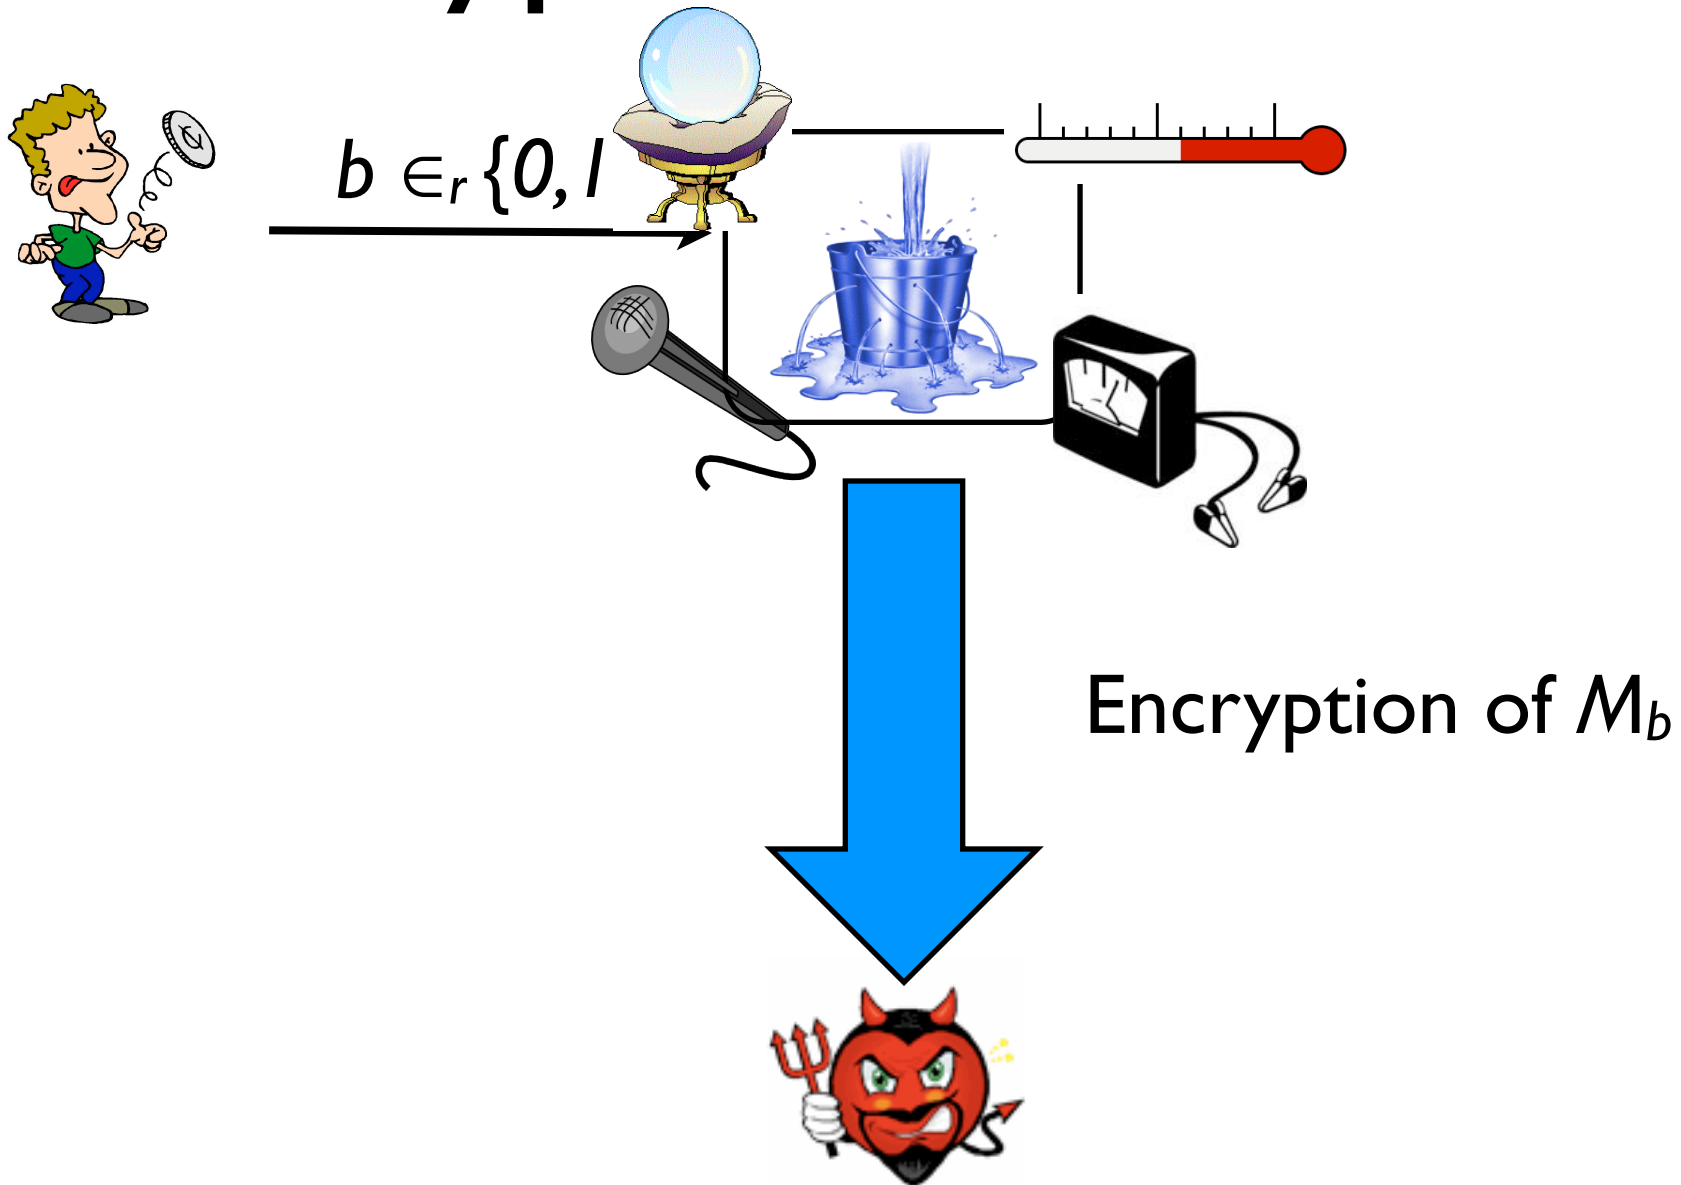 b ∈r {0, 1
Encryption of Mb